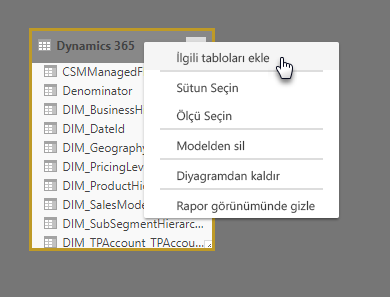 Dynamics 365
CSMManagedF
Denominator
DIM_BusinessH
DIM_DateId
DIM_Geography
DIM_PricingLev
DIM_ProductHie
DIM_SalesMode
DIM_SubSegmentHierarc...
DIM_TPAccount_TPAccou...
İlgili tabloları ekle
Sütun Seçin
Ölçü Seçin
Modelden sil
Diyagramdan kaldır
Rapor görünümünde gizle